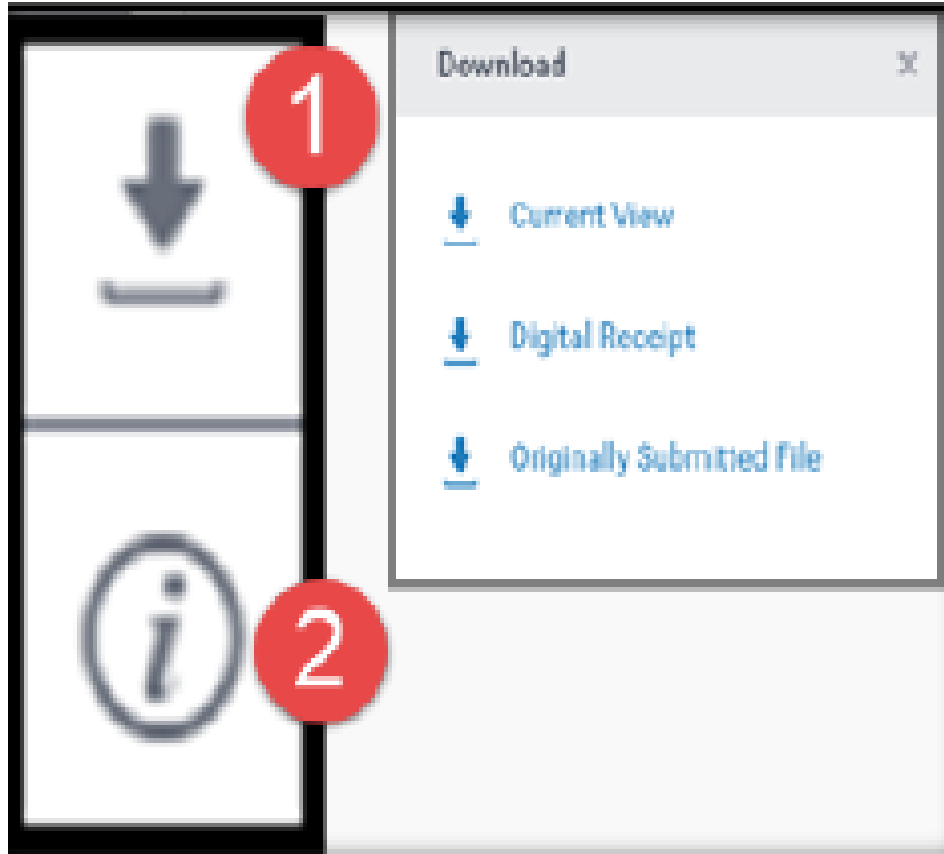 1
Download
Current View
Digital Receipt
Originally Submitted File
i
2